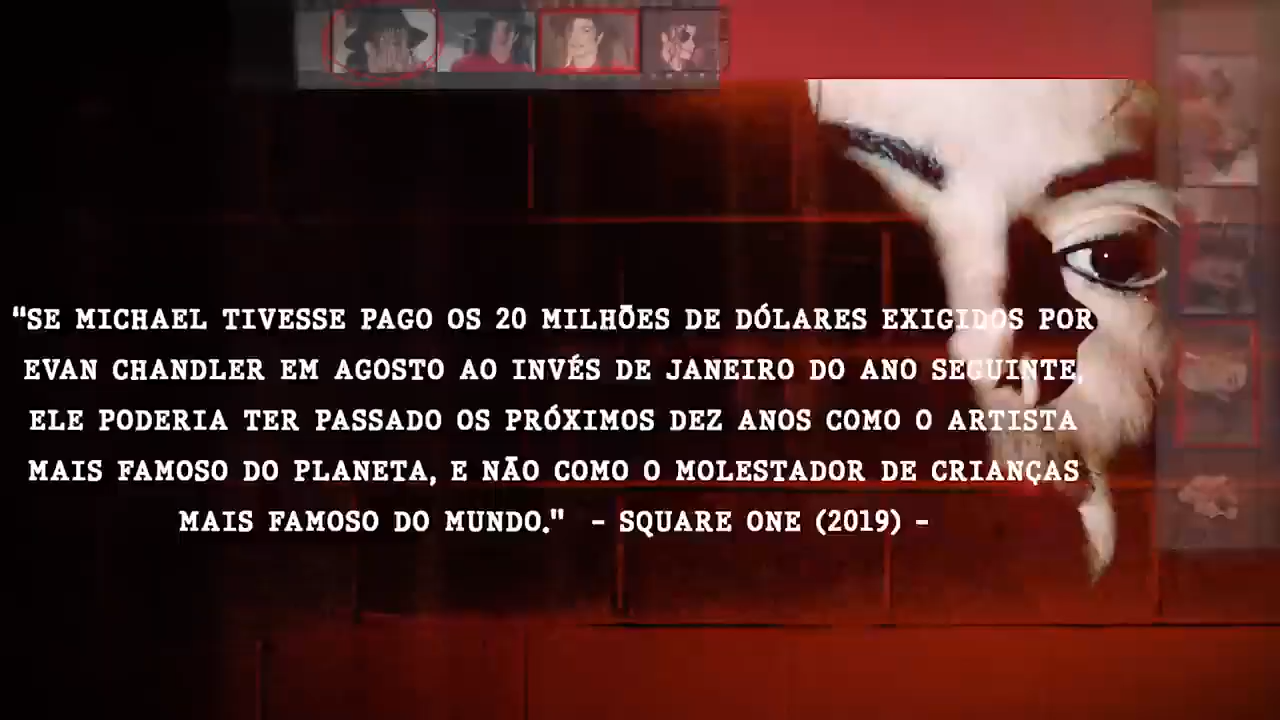 "SE MICHAEL TIVESSE PAGO OS 20 MILHÕES DE DÓLARES EXIGIDOS POR
EVAN CHANDLER EM AGOSTO AO INVÉS DE JANEIRO DO ANO SEGUINTE,
ELE PODERIA TER PASSADO OS PRÓXIMOS DEZ ANOS COMO O ARTISTA
MAIS FAMOSO DO PLANETA, E NÃO COMO O MOLESTADOR DE CRIANÇAS
MAIS FAMOSO DO MUNDO." - SQUARE ONE (2019) -